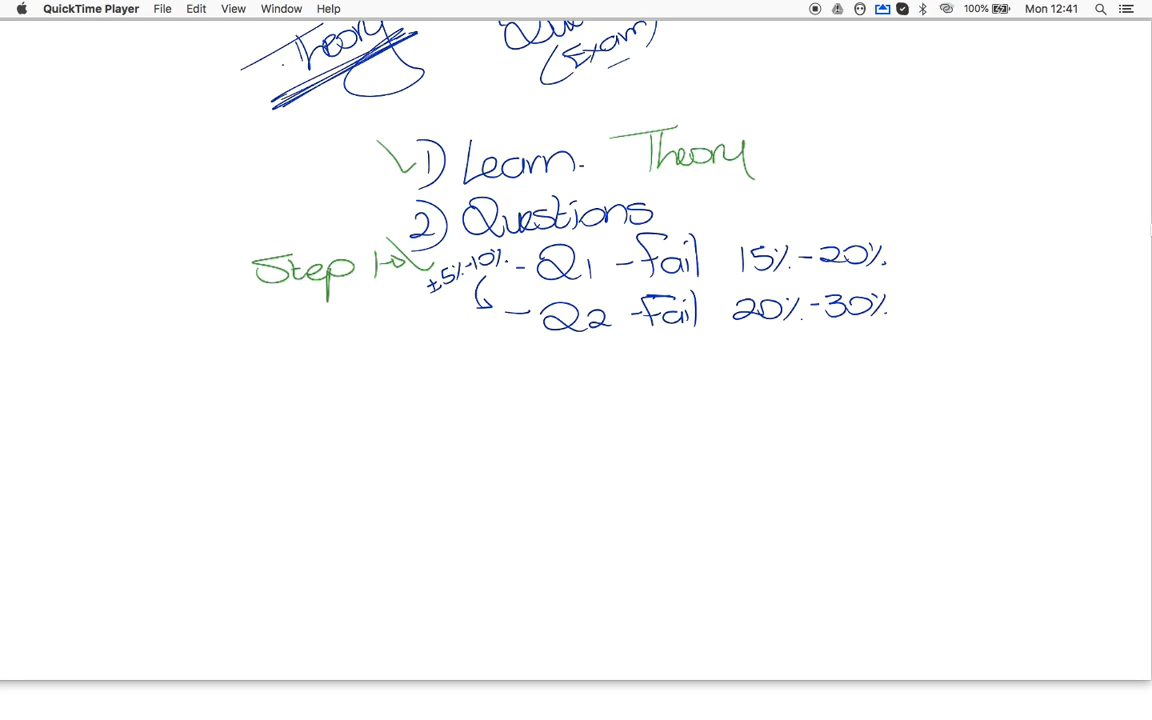 QuickTime Player File Edit View Window Help 100% Mon 12:41
Theory
(Exam)
1) Learn. Theory
2) Questions
Step 1 ±5%-10% - Q1 - fail 15% - 20%
- Q2 - Fail 20% - 30%